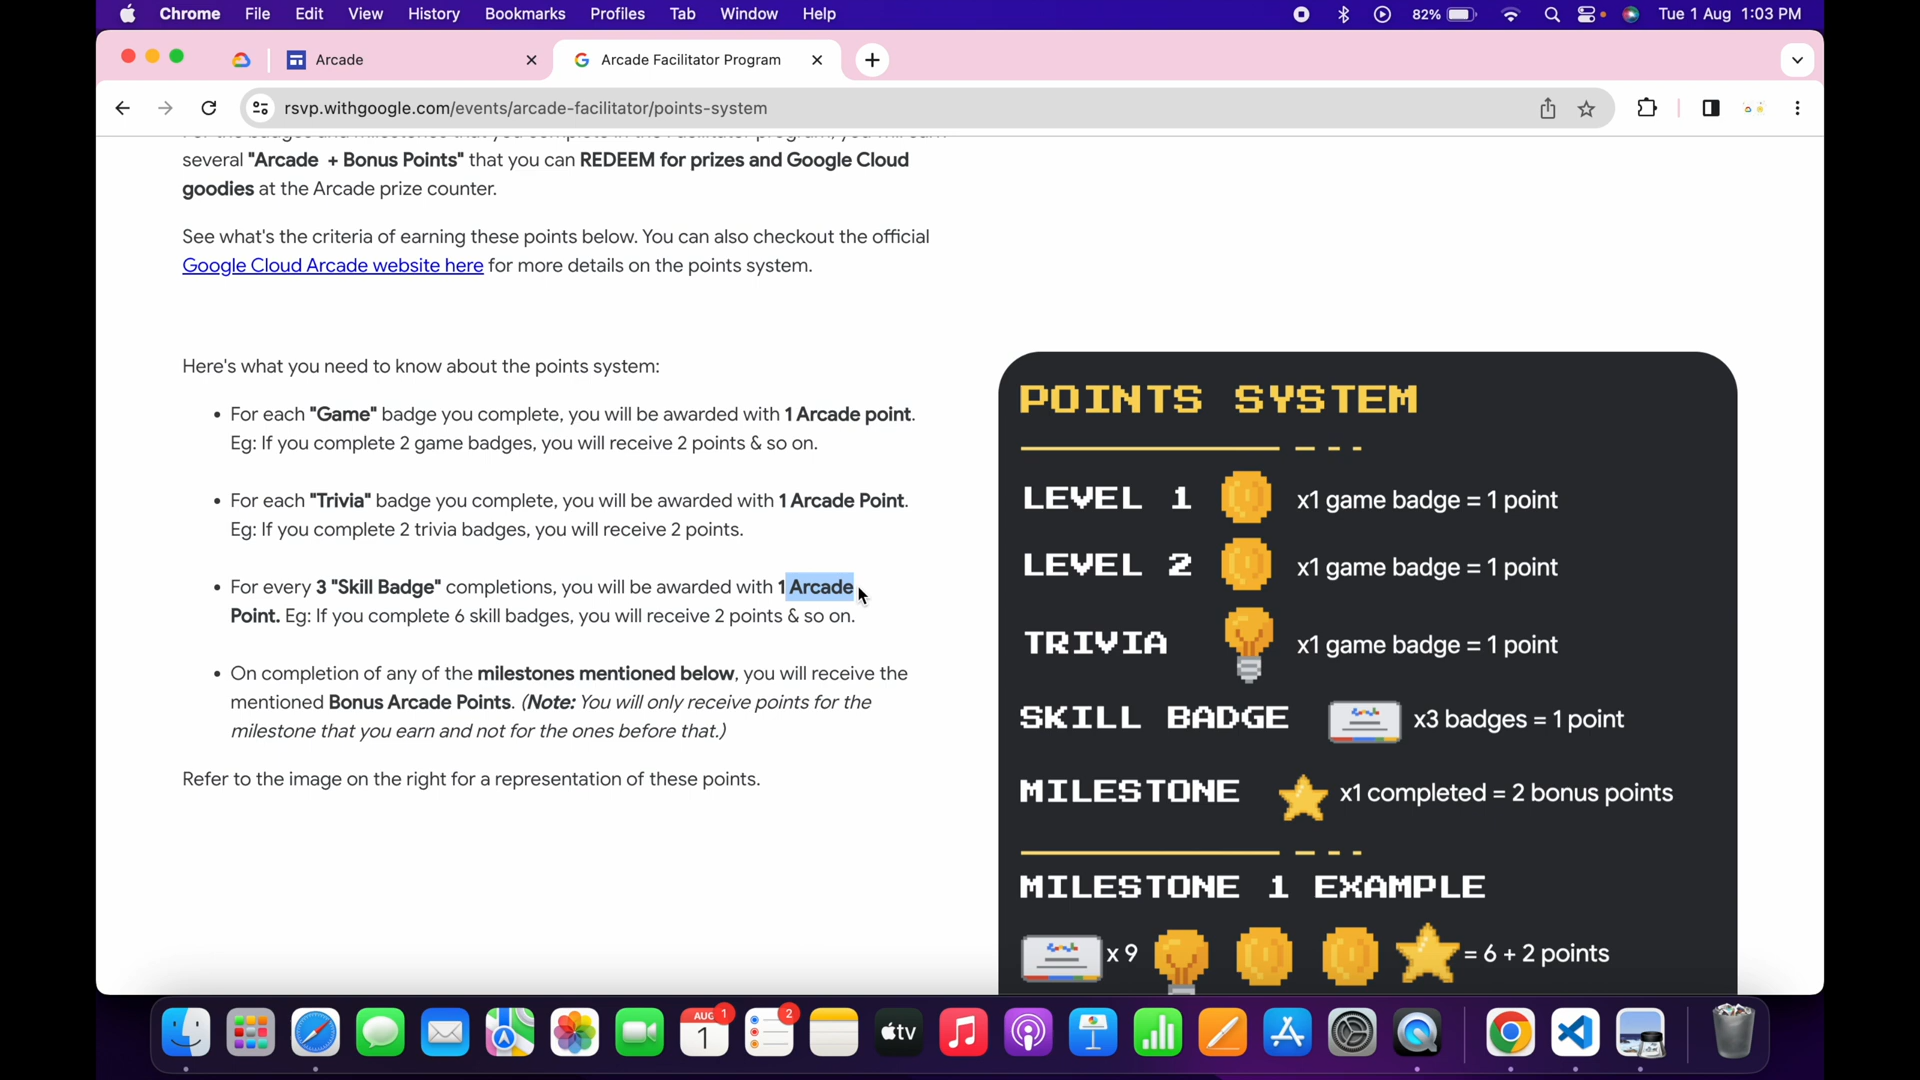 Chrome File Edit View History Bookmarks Profiles Tab Window Help 82% Tue 1 Aug 1:03 PM
Arcade
Arcade Facilitator Program
rsvp.withgoogle.com/events/arcade-facilitator/points-system
several "Arcade + Bonus Points" that you can REDEEM for prizes and Google Cloud
goodies at the Arcade prize counter.
See what's the criteria of earning these points below. You can also checkout the official
Google Cloud Arcade website here for more details on the points system.
Here's what you need to know about the points system:
• For each "Game" badge you complete, you will be awarded with 1 Arcade point.
Eg: If you complete 2 game badges, you will receive 2 points & so on.
• For each "Trivia" badge you complete, you will be awarded with 1 Arcade Point.
Eg: If you complete 2 trivia badges, you will receive 2 points.
• For every 3 "Skill Badge" completions, you will be awarded with 1 Arcade
Point. Eg: If you complete 6 skill badges, you will receive 2 points & so on.
• On completion of any of the milestones mentioned below, you will receive the
mentioned Bonus Arcade Points. (Note: You will only receive points for the
milestone that you earn and not for the ones before that.)
Refer to the image on the right for a representation of these points.
POINTS SYSTEM
LEVEL 1 x1 game badge = 1 point
LEVEL 2 x1 game badge = 1 point
TRIVIA x1 game badge = 1 point
SKILL BADGE x3 badges = 1 point
MILESTONE x1 completed = 2 bonus points
MILESTONE 1 EXAMPLE
x 9 = 6 + 2 points
AUG 1 1 2 tv